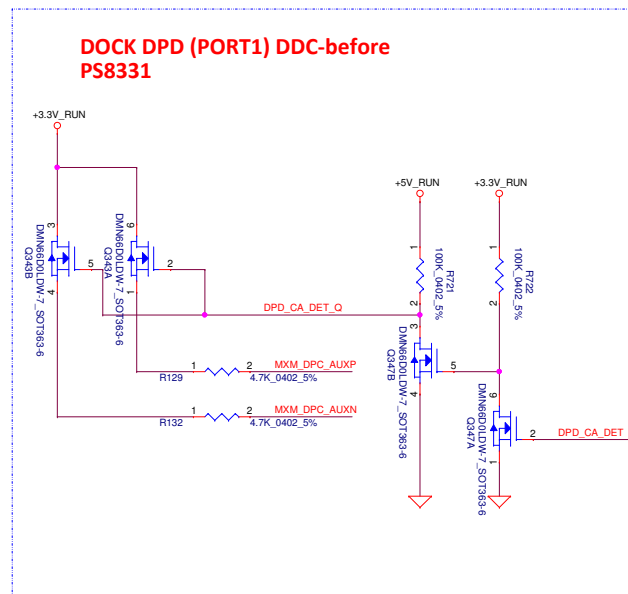 DOCK DPD (PORT1) DDC-before
PS8331
+3.3V_RUN
+5V_RUN
+3.3V_RUN
3
6
DMN66D0LDW-7_SOT363-6
Q343B
5
4
DMN66D0LDW-7_SOT363-6
Q343A
2
1
1
R721
100K_0402_5%
2
1
R722
100K_0402_5%
2
DPD_CA_DET_Q
3
DMN66D0LDW-7_SOT363-6
Q347B
5
4
R129
1
2
MXM_DPC_AUXP
4.7K_0402_5%
R132
1
2
MXM_DPC_AUXN
4.7K_0402_5%
6
DMN66D0LDW-7_SOT363-6
Q347A
2
DPD_CA_DET
1